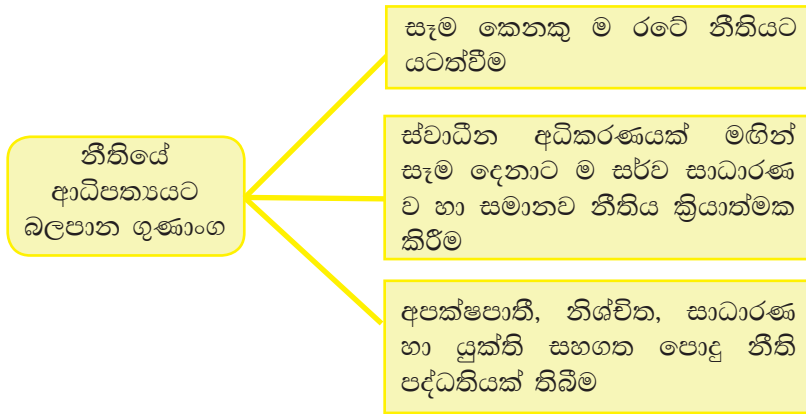 නීතියේ
ආධිපත්‍යයට
බලපාන ගුණාංග
සෑම කෙනකු ම රටේ නීතියට
යටත්වීම
ස්වාධීන අධිකරණයක් මඟින්
සෑම දෙනාට ම සර්ව සාධාරණ
ව හා සමානව නීතිය ක්‍රියාත්මක
කිරීම
අපක්ෂපාතී, නිශ්චිත, සාධාරණ
හා යුක්ති සහගත පොදු නීති
පද්ධතියක් තිබීම